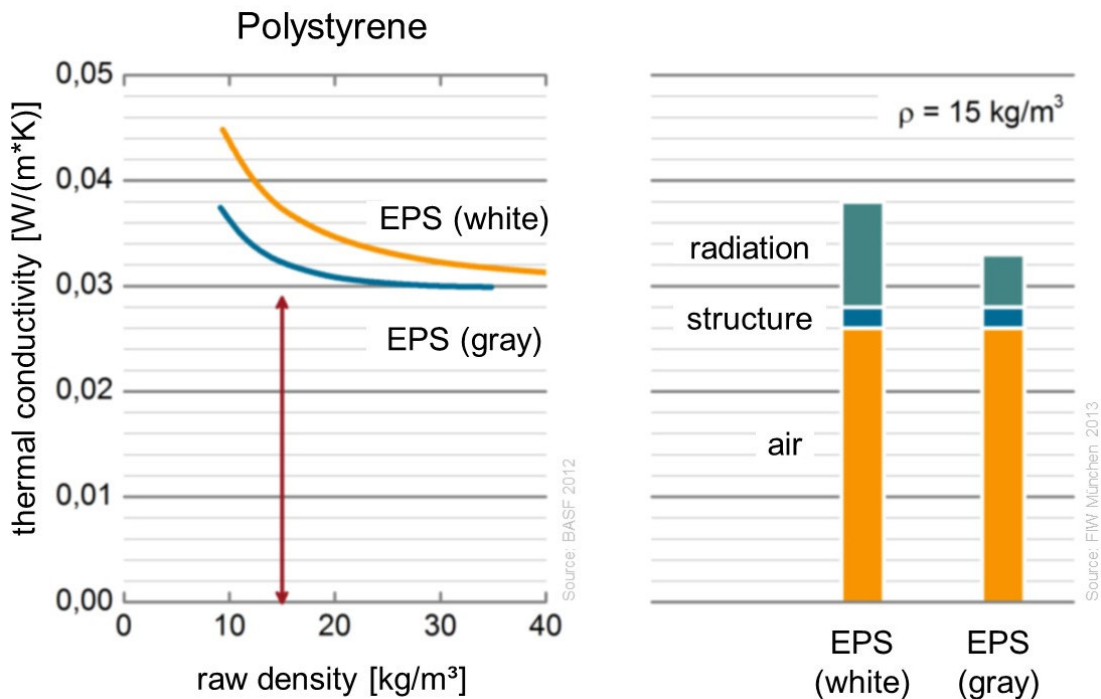 Polystyrene
thermal conductivity [W/(m*K)]
0,05
0,04
0,03
0,02
0,01
0,00
EPS (white)
EPS (gray)
0 10 20 30 40
raw density [kg/m³]
Source: BASF 2012
ρ = 15 kg/m³
radiation
structure
air
EPS
(white)
EPS
(gray)
Source: FIW München 2013